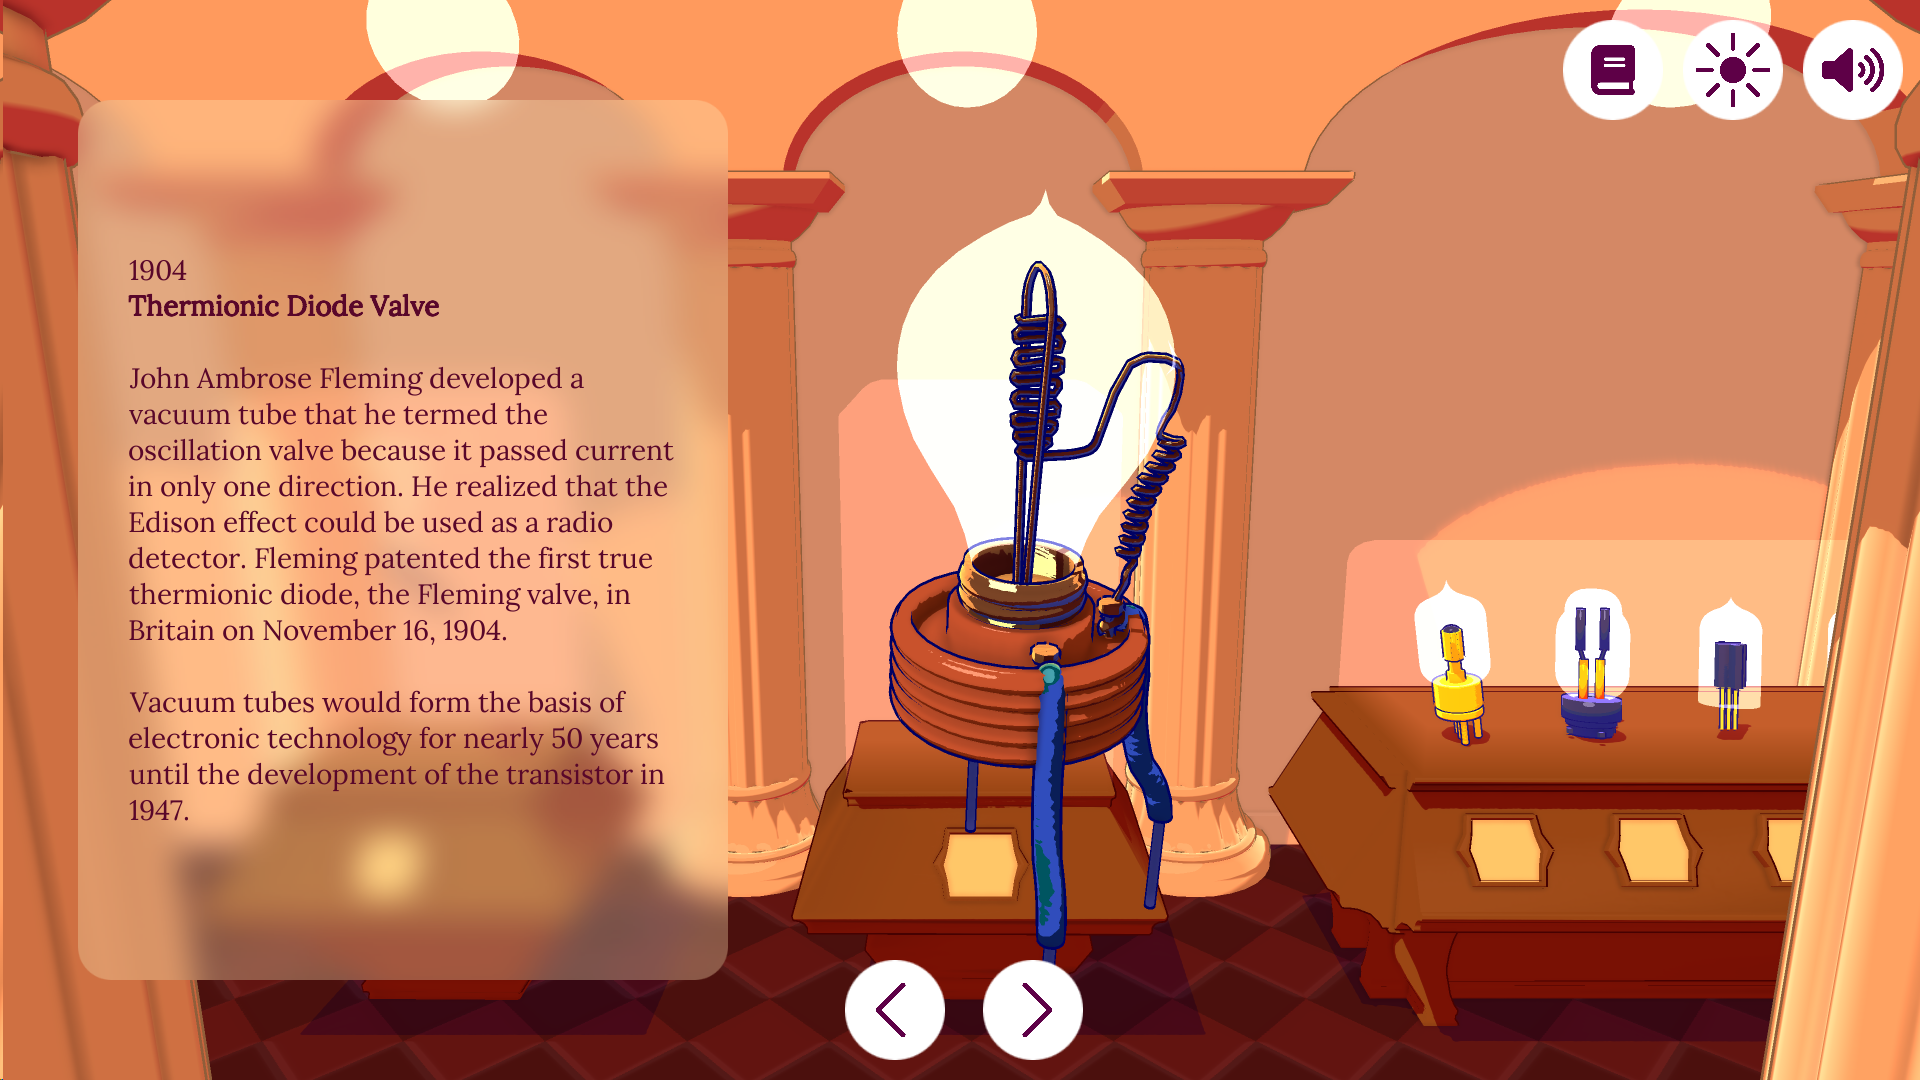 1904
Thermionic Diode Valve
John Ambrose Fleming developed a
vacuum tube that he termed the
oscillation valve because it passed current
in only one direction. He realized that the
Edison effect could be used as a radio
detector. Fleming patented the first true
thermionic diode, the Fleming valve, in
Britain on November 16, 1904.
Vacuum tubes would form the basis of
electronic technology for nearly 50 years
until the development of the transistor in
1947.